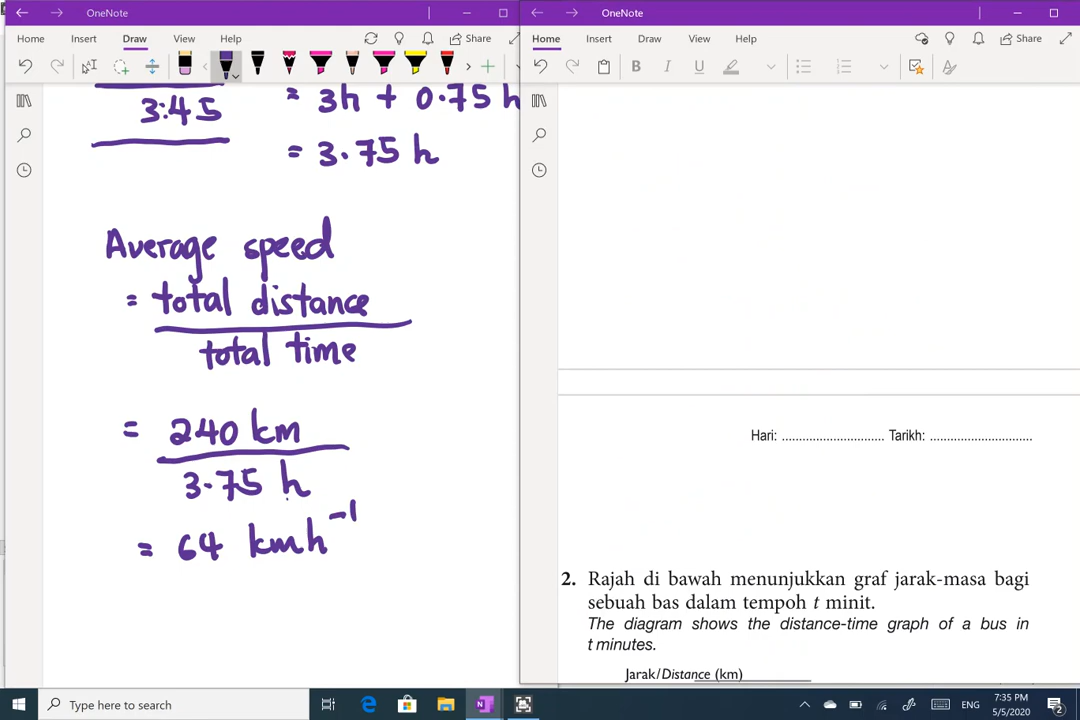 OneNote
Home Insert Draw View Help Share
3:45
= 3h + 0.75 h
= 3.75 h
Average speed
= total distance
total time
= 240 km
3.75 h
= 64 kmh⁻¹
OneNote
Home Insert Draw View Help Share
B I U A
Hari: ............................. Tarikh: .............................
2. Rajah di bawah menunjukkan graf jarak-masa bagi
sebuah bas dalam tempoh t minit.
The diagram shows the distance-time graph of a bus in
t minutes.
Jarak/Distance (km)
Type here to search
ENG
7:35 PM
5/5/2020
2